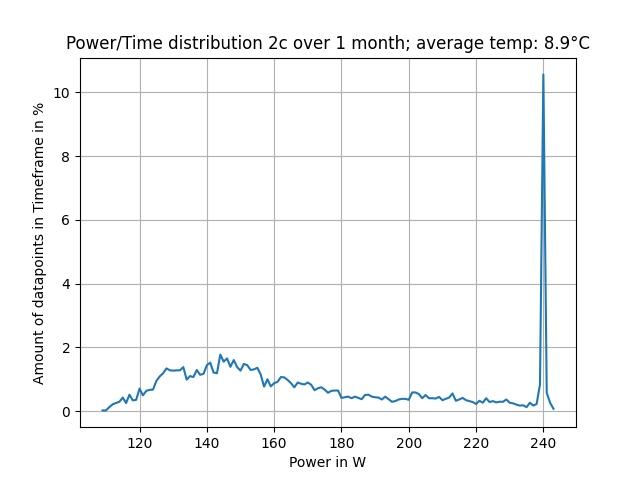 Power/Time distribution 2c over 1 month; average temp: 8.9°C
Amount of datapoints in Timeframe in %
10
8
6
4
2
0
120 140 160 180 200 220 240
Power in W